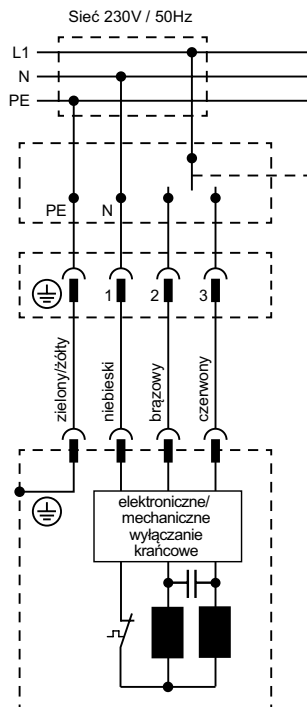 Sieć 230V / 50Hz
L1
N
PE
PE N
1 2 3
zielony/żółty
niebieski
brązowy
czerwony
elektroniczne/
mechaniczne
wyłączanie
krańcowe